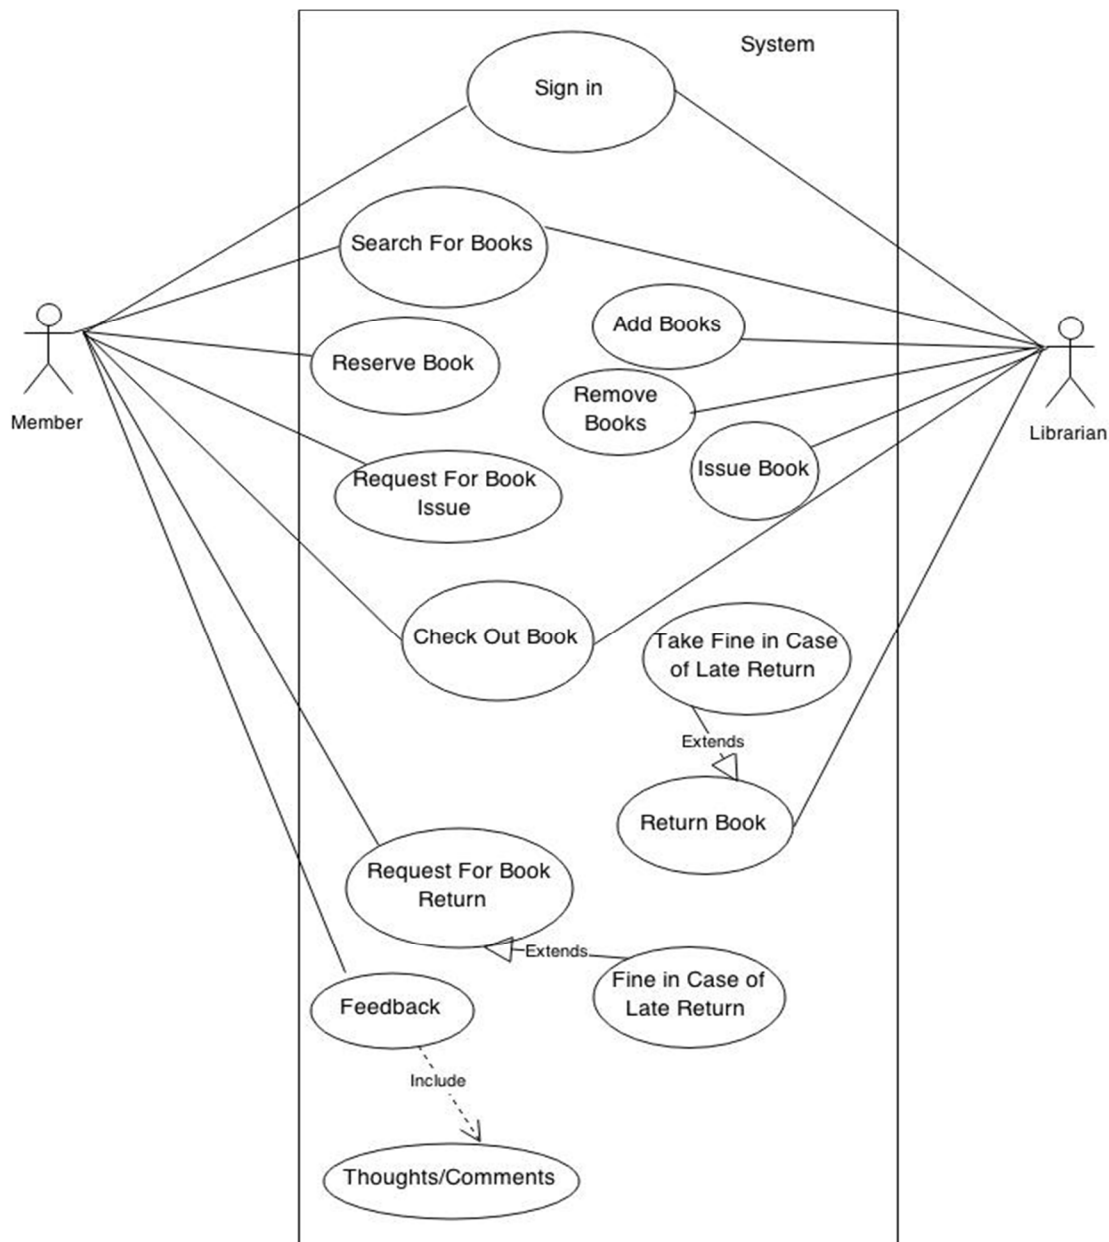 System
Sign in
Search For Books
Add Books
Reserve Book
Remove
Books
Member
Librarian
Issue Book
Request For Book
Issue
Check Out Book
Take Fine in Case
of Late Return
Extends
Return Book
Request For Book
Return
Extends
Fine in Case of
Late Return
Feedback
Include
Thoughts/Comments